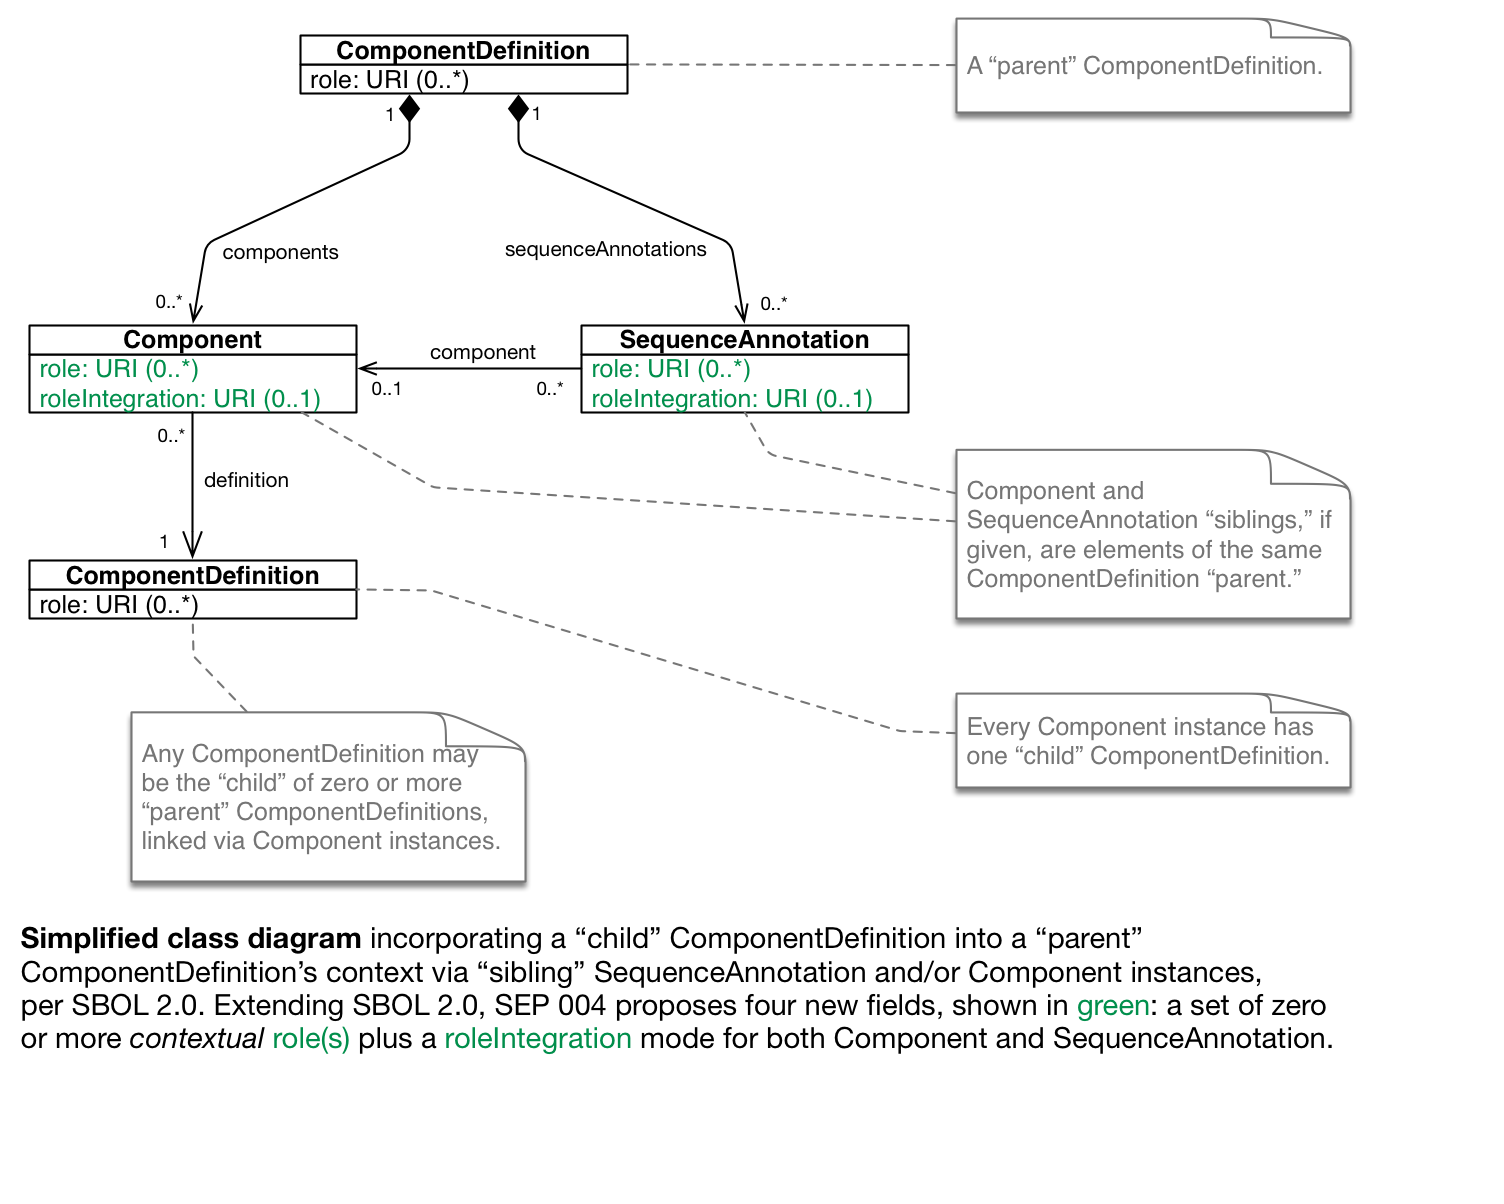 ComponentDefinition
role: URI (0..*)
A “parent” ComponentDefinition.
1
1
components
sequenceAnnotations
0..*
0..*
Component
role: URI (0..*)
roleIntegration: URI (0..1)
component
0..1
0..*
SequenceAnnotation
role: URI (0..*)
roleIntegration: URI (0..1)
0..*
definition
1
Component and
SequenceAnnotation “siblings,” if
given, are elements of the same
ComponentDefinition “parent.”
ComponentDefinition
role: URI (0..*)
Every Component instance has
one “child” ComponentDefinition.
Any ComponentDefinition may
be the “child” of zero or more
“parent” ComponentDefinitions,
linked via Component instances.
Simplified class diagram incorporating a “child” ComponentDefinition into a “parent”
ComponentDefinition’s context via “sibling” SequenceAnnotation and/or Component instances,
per SBOL 2.0. Extending SBOL 2.0, SEP 004 proposes four new fields, shown in green: a set of zero
or more contextual role(s) plus a roleIntegration mode for both Component and SequenceAnnotation.